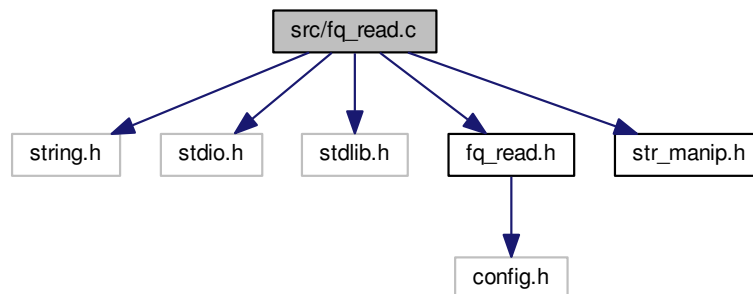 src/fq_read.c
string.h
stdio.h
stdlib.h
fq_read.h
str_manip.h
config.h